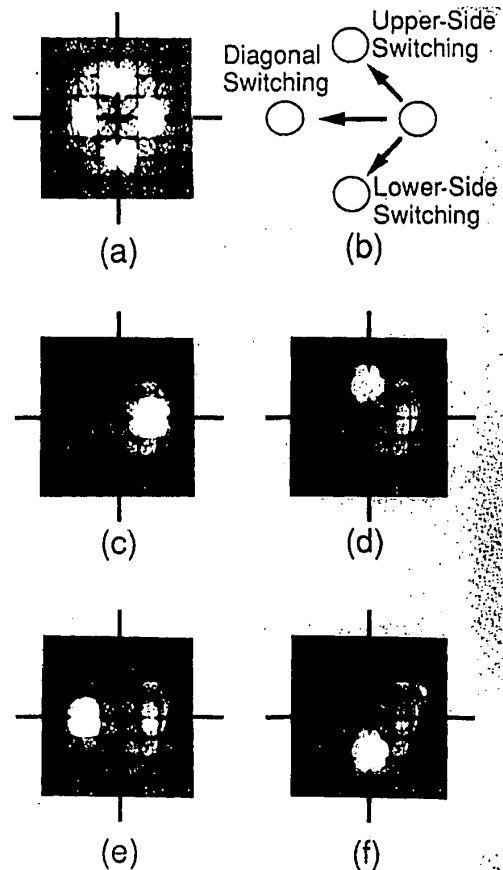 Upper-Side
Switching
Diagonal
Switching
Lower-Side
Switching
(a)
(b)
(c)
(d)
(e)
(f)